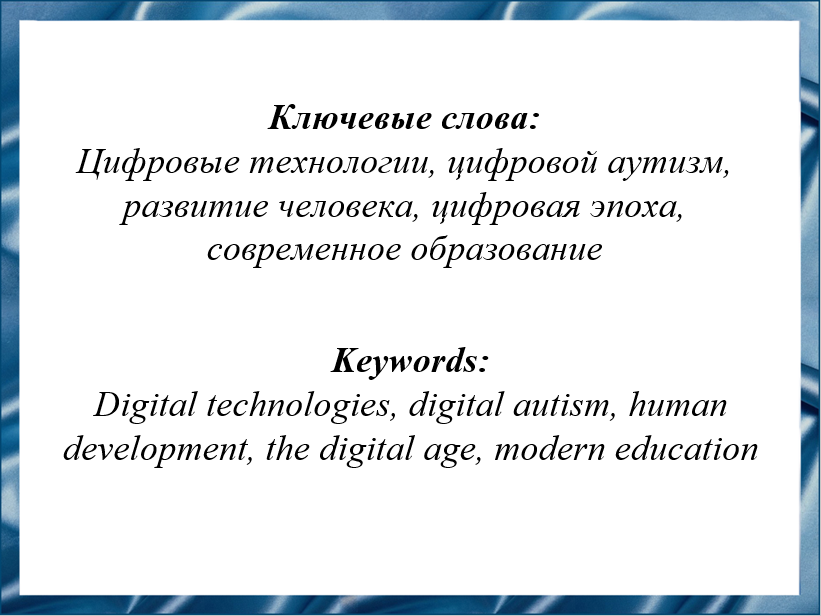 Ключевые слова:
Цифровые технологии, цифровой аутизм,
развитие человека, цифровая эпоха,
современное образование
Keywords:
Digital technologies, digital autism, human
development, the digital age, modern education